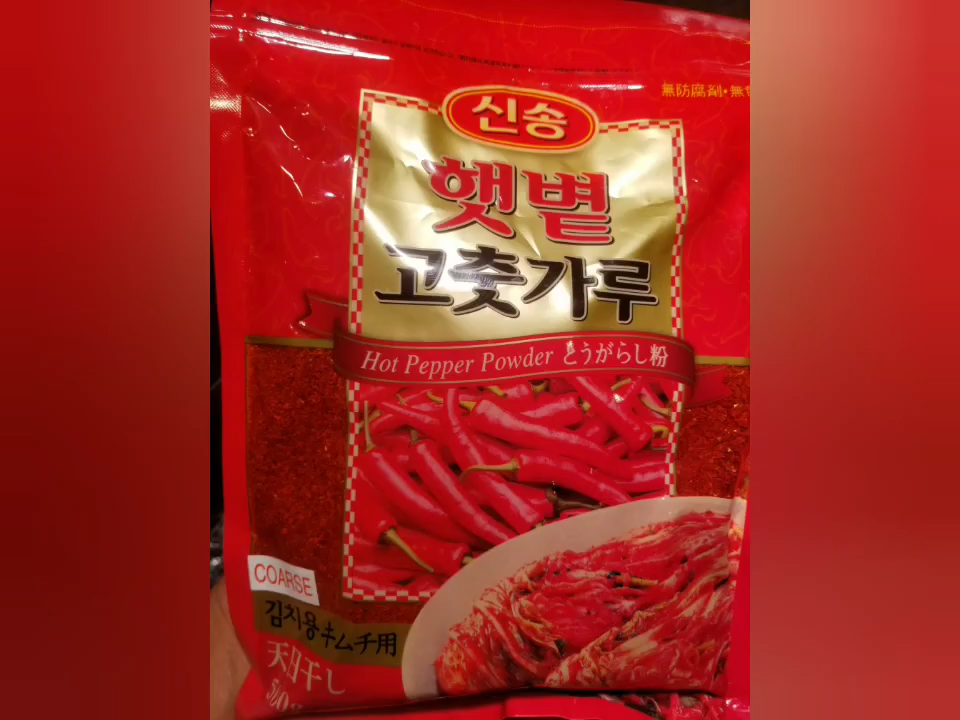 無防腐剤・無
신송
햇볕
고춧가루
Hot Pepper Powder とうがらし粉
COARSE
김치용キムチ用
天日干し